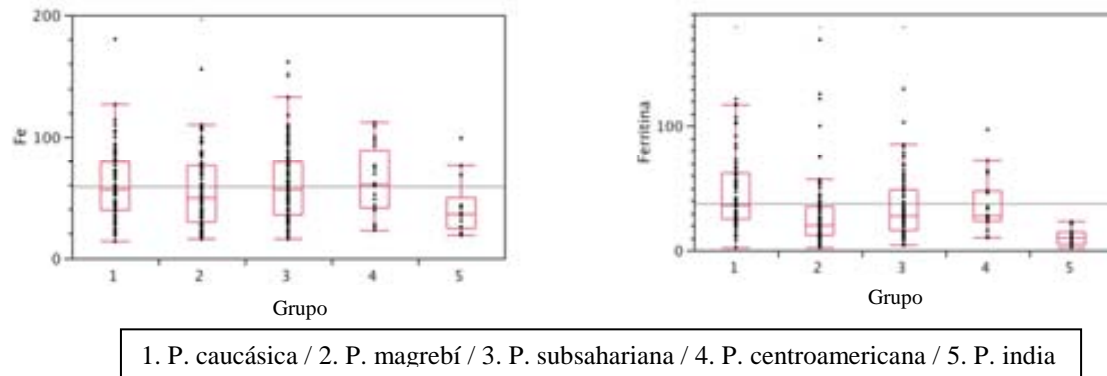 200
100
0
Fe
1 2 3 4 5
Grupo
100
0
Ferritina
1 2 3 4 5
Grupo
1. P. caucásica / 2. P. magrebí / 3. P. subsahariana / 4. P. centroamericana / 5. P. india